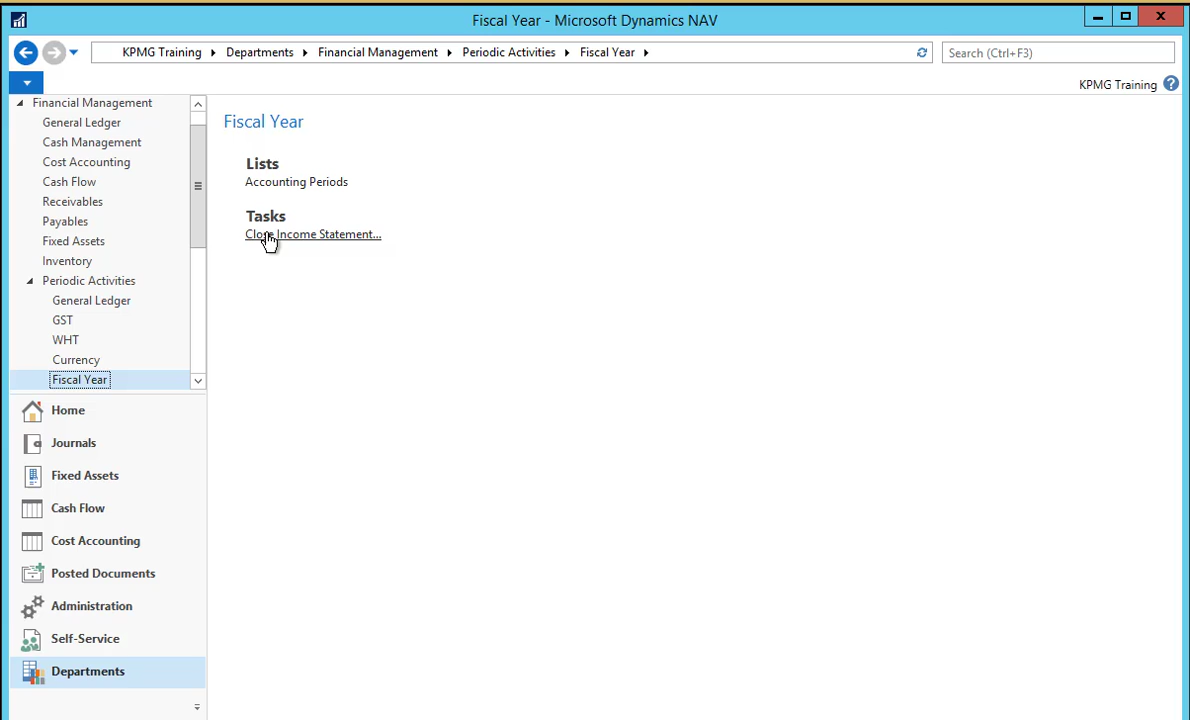 Fiscal Year - Microsoft Dynamics NAV
KPMG Training Departments Financial Management Periodic Activities Fiscal Year
Search (Ctrl+F3)
KPMG Training
Financial Management
General Ledger
Cash Management
Cost Accounting
Cash Flow
Receivables
Payables
Fixed Assets
Inventory
Periodic Activities
General Ledger
GST
WHT
Currency
Fiscal Year
Home
Journals
Fixed Assets
Cash Flow
Cost Accounting
Posted Documents
Administration
Self-Service
Departments
Fiscal Year
Lists
Accounting Periods
Tasks
Close Income Statement...